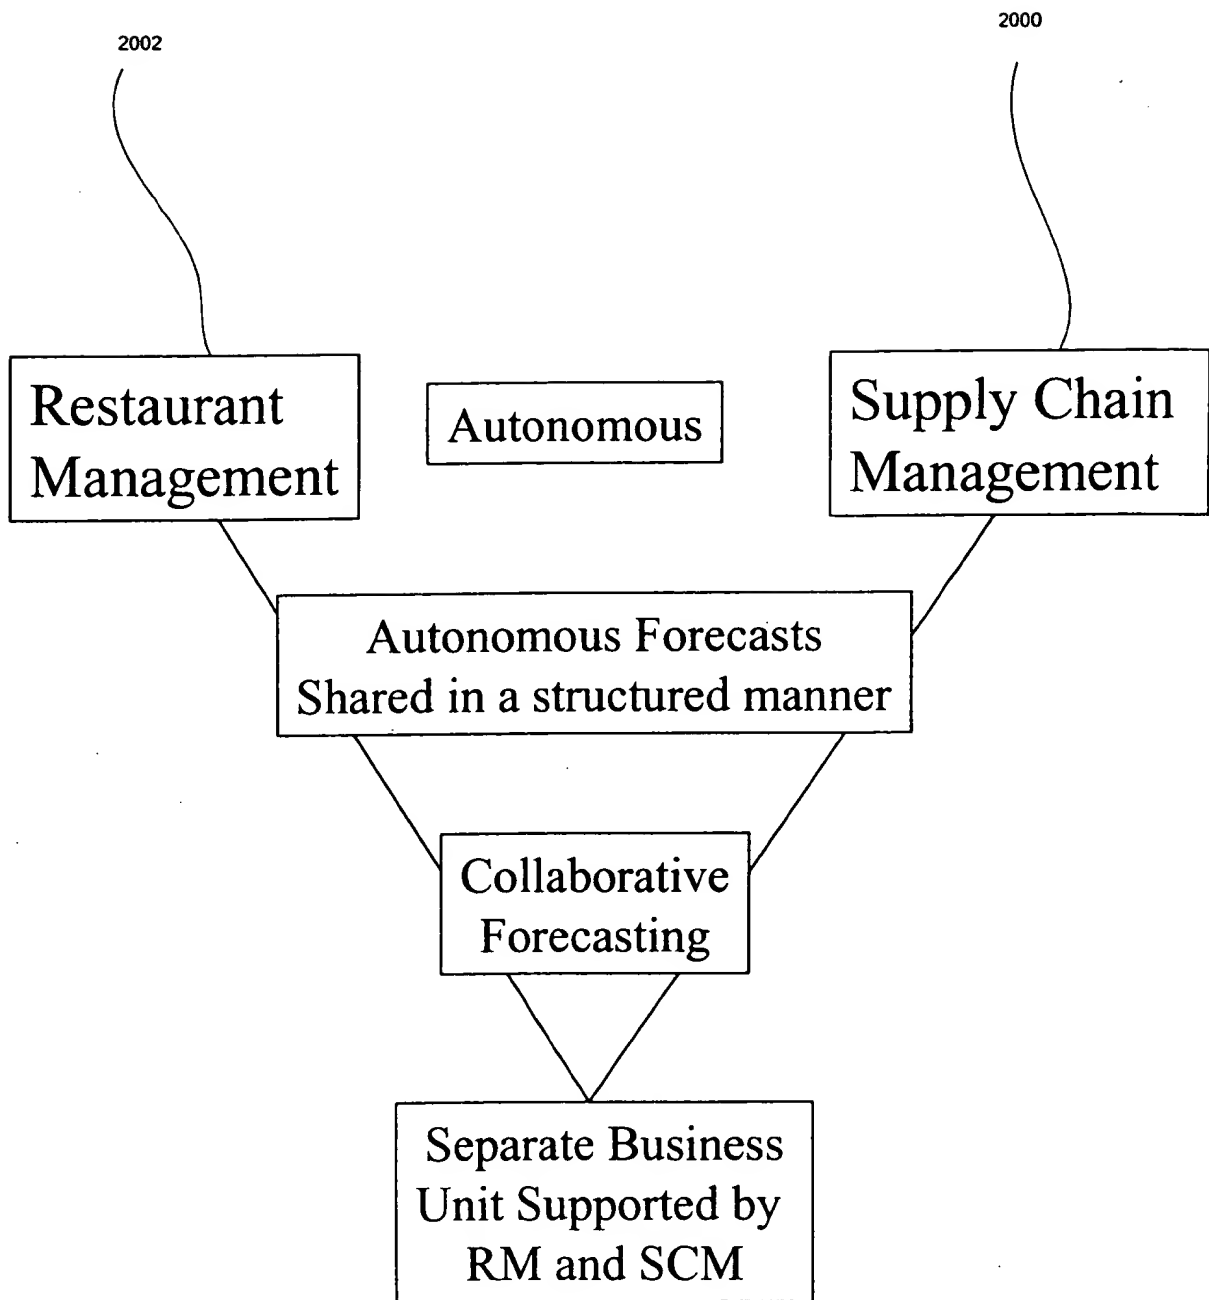 2002
2000
Restaurant
Management
Autonomous
Supply Chain
Management
Autonomous Forecasts
Shared in a structured manner
Collaborative
Forecasting
Separate Business
Unit Supported by
RM and SCM